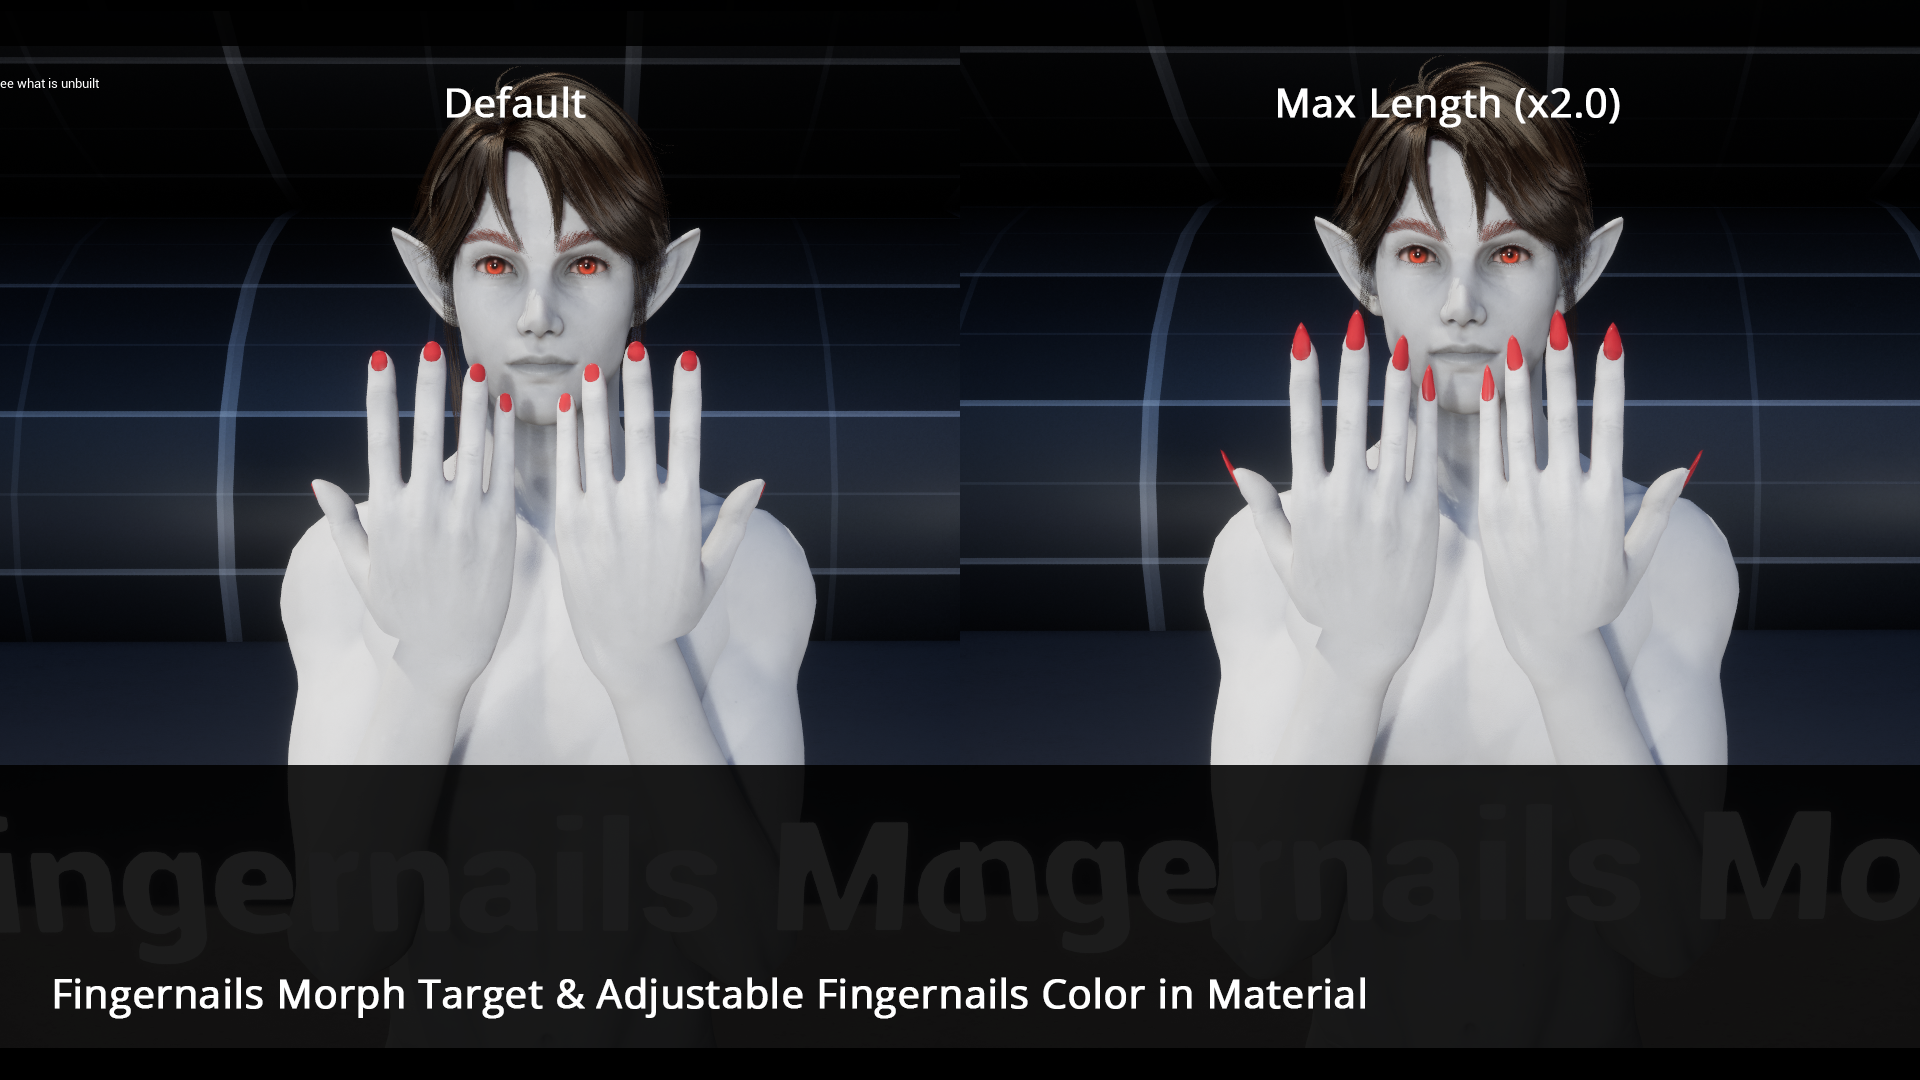 ee what is unbuilt
Default
Max Length (x2.0)
ingernails Mo
ngernails Mo
Fingernails Morph Target & Adjustable Fingernails Color in Material